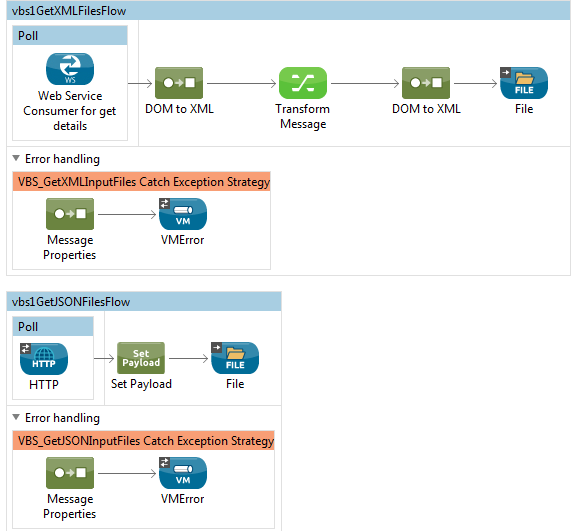 vbs1GetXMLFilesFlow
Poll
WS
Web Service
Consumer for get
details
DOM to XML
Transform
Message
DOM to XML
FILE
File
Error handling
VBS_GetXMLInputFiles Catch Exception Strategy
Message
Properties
VM
VMError
vbs1GetJSONFilesFlow
Poll
HTTP
HTTP
Set
Payload
Set Payload
FILE
File
Error handling
VBS_GetJSONInputFiles Catch Exception Strategy
Message
Properties
VM
VMError